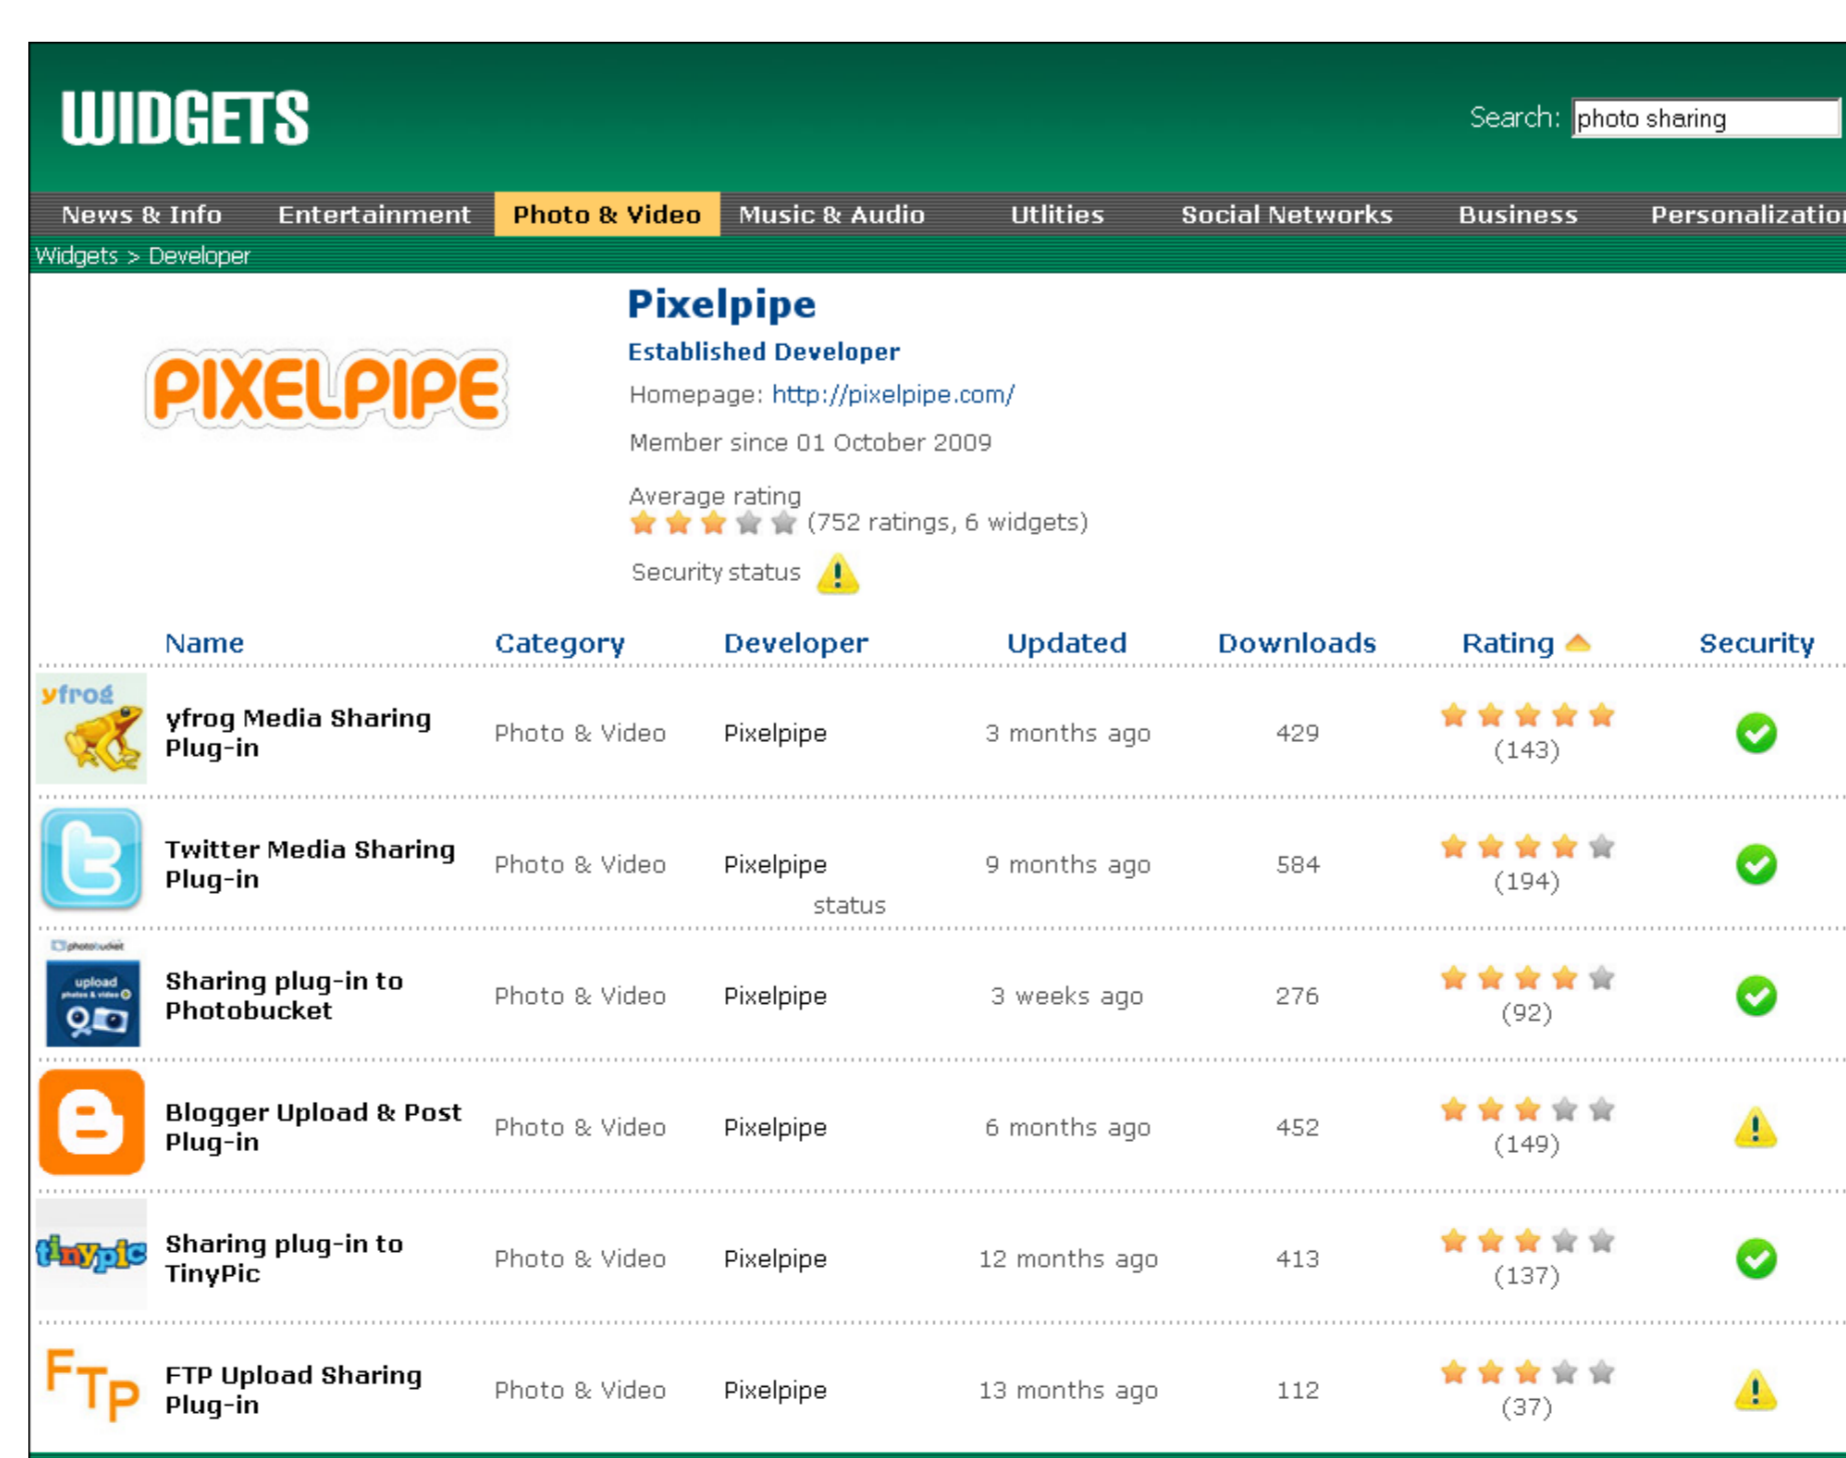 WIDGETS
Search: photo sharing
News & Info Entertainment Photo & Video Music & Audio Utlities Social Networks Business Personalization
Widgets > Developer
PIXELPIPE
Pixelpipe
Established Developer
Homepage: http://pixelpipe.com/
Member since 01 October 2009
Average rating
(752 ratings, 6 widgets)
Security status
Name Category Developer Updated Downloads Rating Security
yfrog
yfrog Media Sharing
Plug-in
Photo & Video Pixelpipe 3 months ago 429
(143)
t
Twitter Media Sharing
Plug-in
Photo & Video Pixelpipe 9 months ago 584
(194)
status
photobucket
upload
photos & video
Sharing plug-in to
Photobucket
Photo & Video Pixelpipe 3 weeks ago 276
(92)
B
Blogger Upload & Post
Plug-in
Photo & Video Pixelpipe 6 months ago 452
(149)
tinypic
Sharing plug-in to
TinyPic
Photo & Video Pixelpipe 12 months ago 413
(137)
FTP
FTP Upload Sharing
Plug-in
Photo & Video Pixelpipe 13 months ago 112
(37)